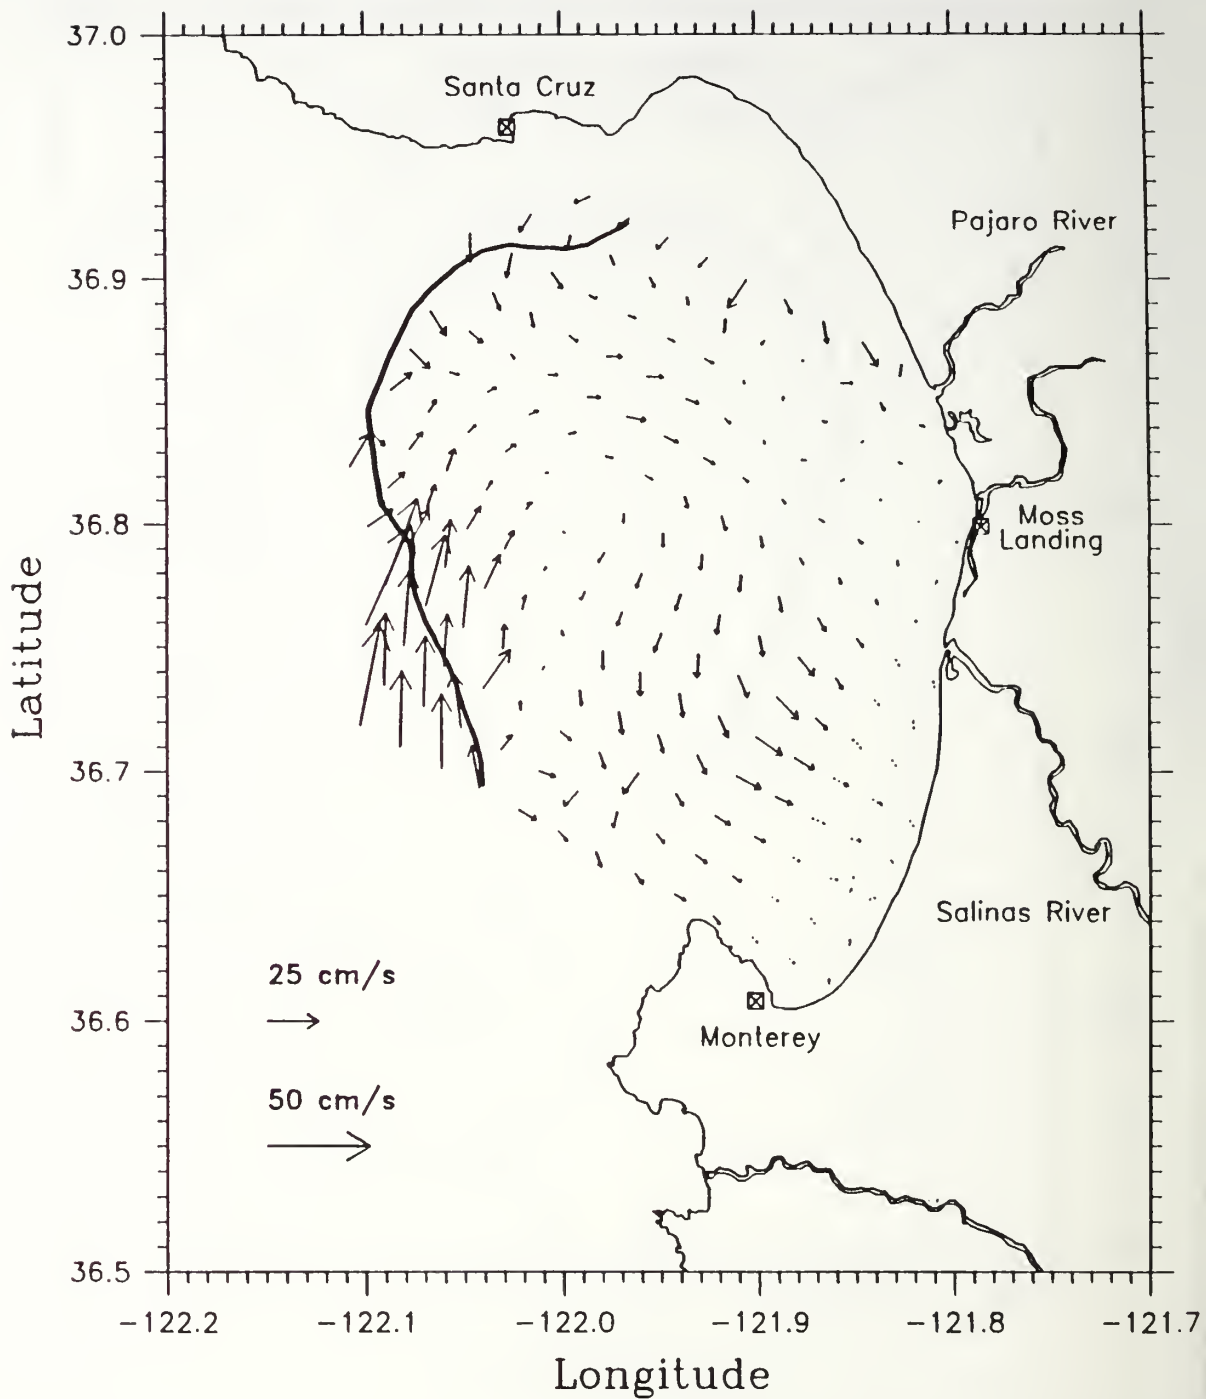 37.0
Santa Cruz
Pajaro River
36.9
Moss
Landing
36.8
Latitude
36.7
Salinas River
25 cm/s
36.6
Monterey
50 cm/s
36.5
-122.2
-122.1
-122.0
-121.9
-121.8
-121.7
Longitude